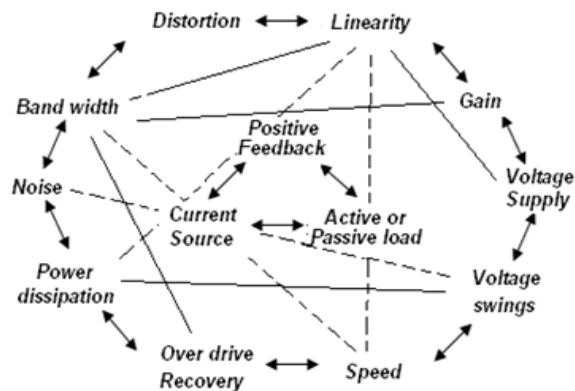 Distortion
Linearity
Band width
Gain
Positive
Feedback
Noise
Voltage
Supply
Current
Source
Active or
Passive load
Power
dissipation
Voltage
swings
Over drive
Recovery
Speed